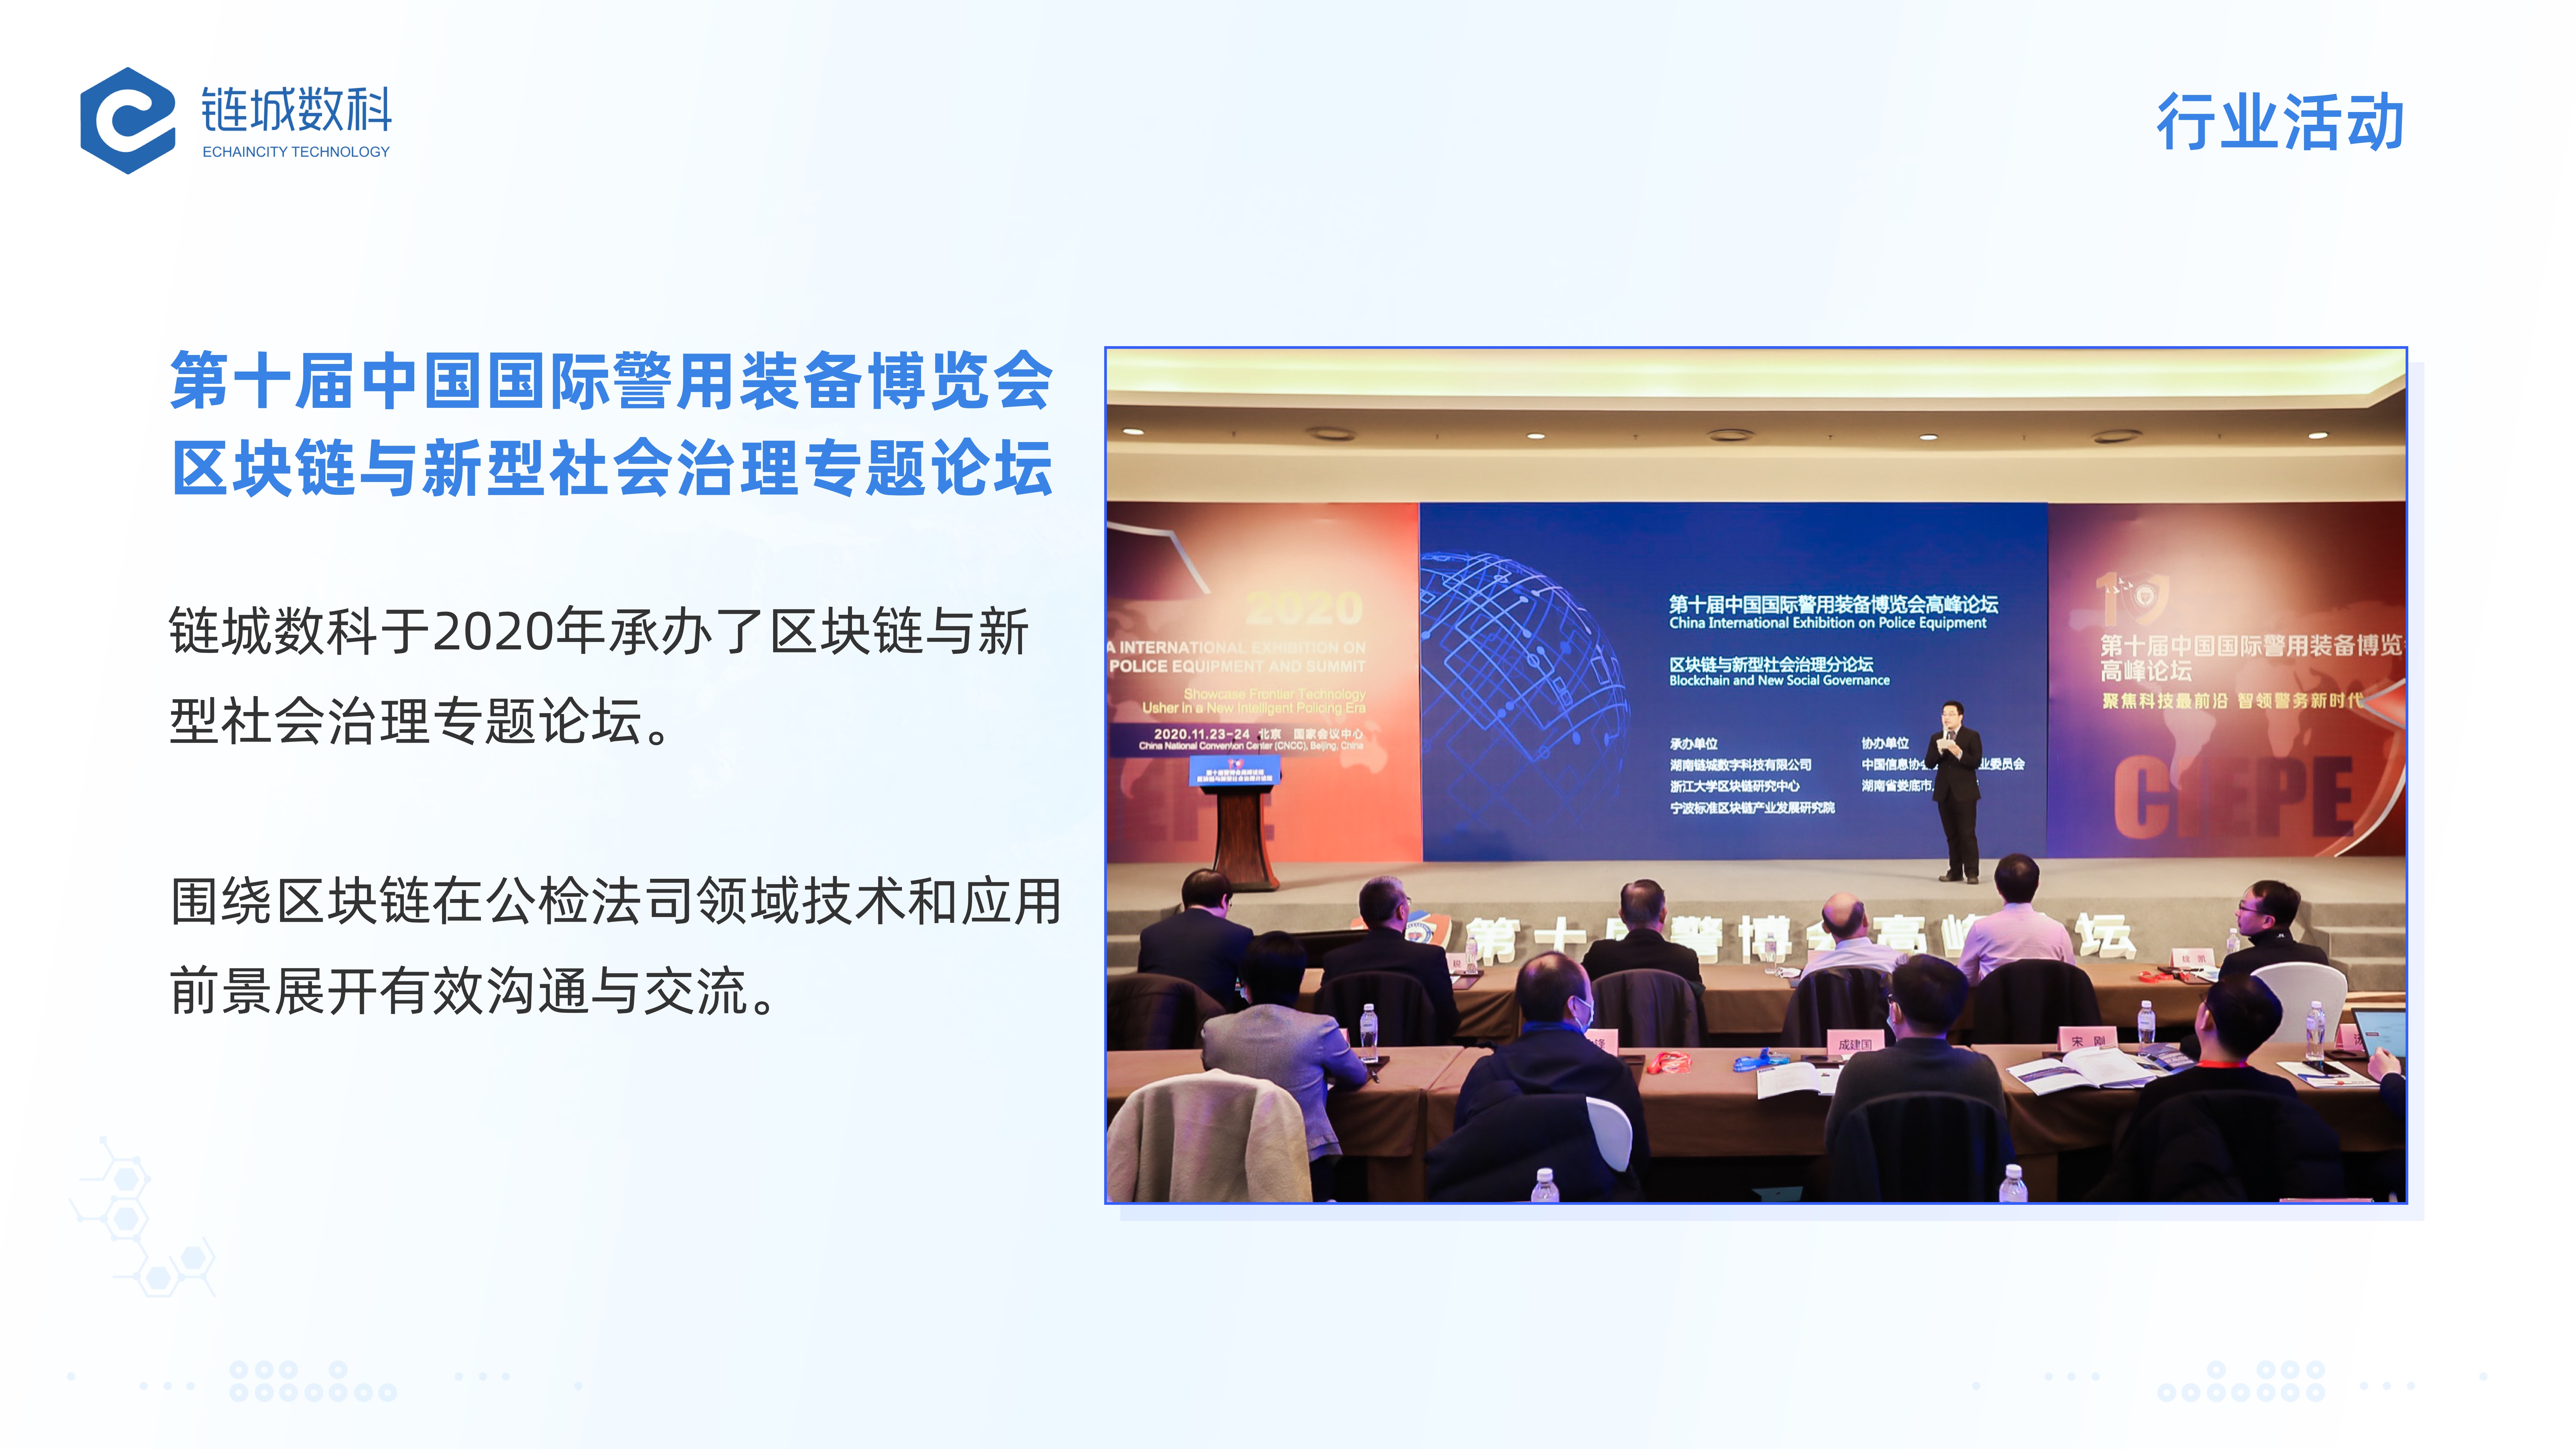 链城数科
ECHAINCITY TECHNOLOGY
行业活动
第十届中国国际警用装备博览会
区块链与新型社会治理专题论坛
链城数科于2020年承办了区块链与新
型社会治理专题论坛。
围绕区块链在公检法司领域技术和应用
前景展开有效沟通与交流。
2020
A INTERNATIONAL EXHIBITION ON
POLICE EQUIPMENT AND SUMMIT
Showcase Frontier Technology
Usher in a New Intelligent Policing Era
2020.11.23-24 北京 国家会议中心
China National Convention Center (CNCC), Beijing, China
第十届中国国际警用装备博览会高峰论坛
China International Exhibition on Police Equipment
区块链与新型社会治理分论坛
Blockchain and New Social Governance
承办单位
湖南链城数字科技有限公司
浙江大学区块链研究中心
宁波标准区块链产业发展研究院
协办单位
中国信息协会 业委员会
湖南省娄底市
10
第十届中国国际警用装备博览
高峰论坛
聚焦科技最前沿 智领警务新时代
CIEPE
第十届警博会高峰 坛
成建国
宋 刚